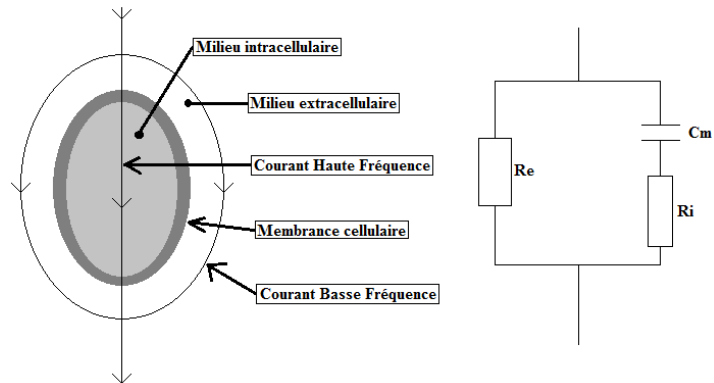 Milieu intracellulaire
Milieu extracellulaire
Courant Haute Fréquence
Membrance cellulaire
Courant Basse Fréquence
Re
Cm
Ri